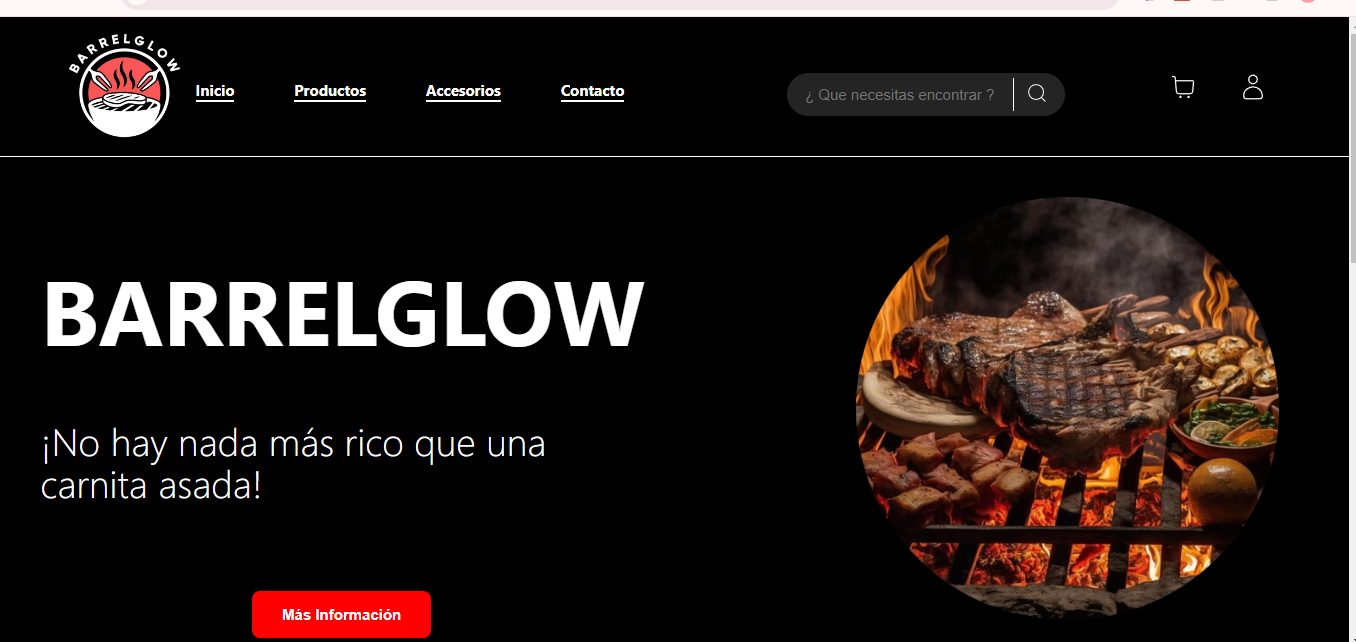 BARRELGLOW
Inicio Productos Accesorios Contacto
¿ Que necesitas encontrar ?
BARRELGLOW
¡No hay nada más rico que una
carnita asada!
Más Información